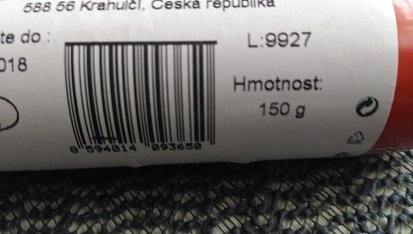 588 56 Krahulčí, Česká republika
te do :
018
L:9927
Hmotnost:
150 g
8 594014 093650